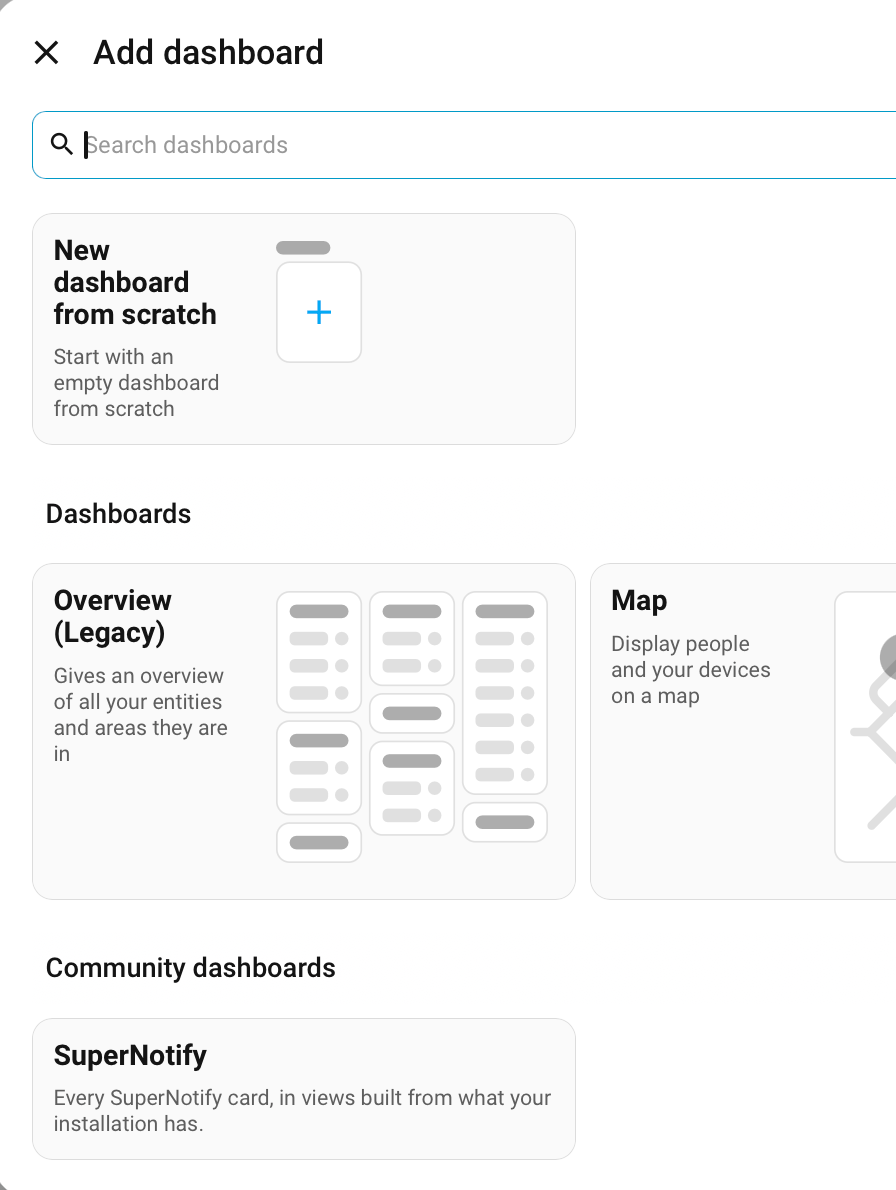 Add dashboard
Search dashboards
New
dashboard
from scratch
Start with an
empty dashboard
from scratch
Dashboards
Overview
(Legacy)
Gives an overview
of all your entities
and areas they are
in
Map
Display people
and your devices
on a map
Community dashboards
SuperNotify
Every SuperNotify card, in views built from what your
installation has.